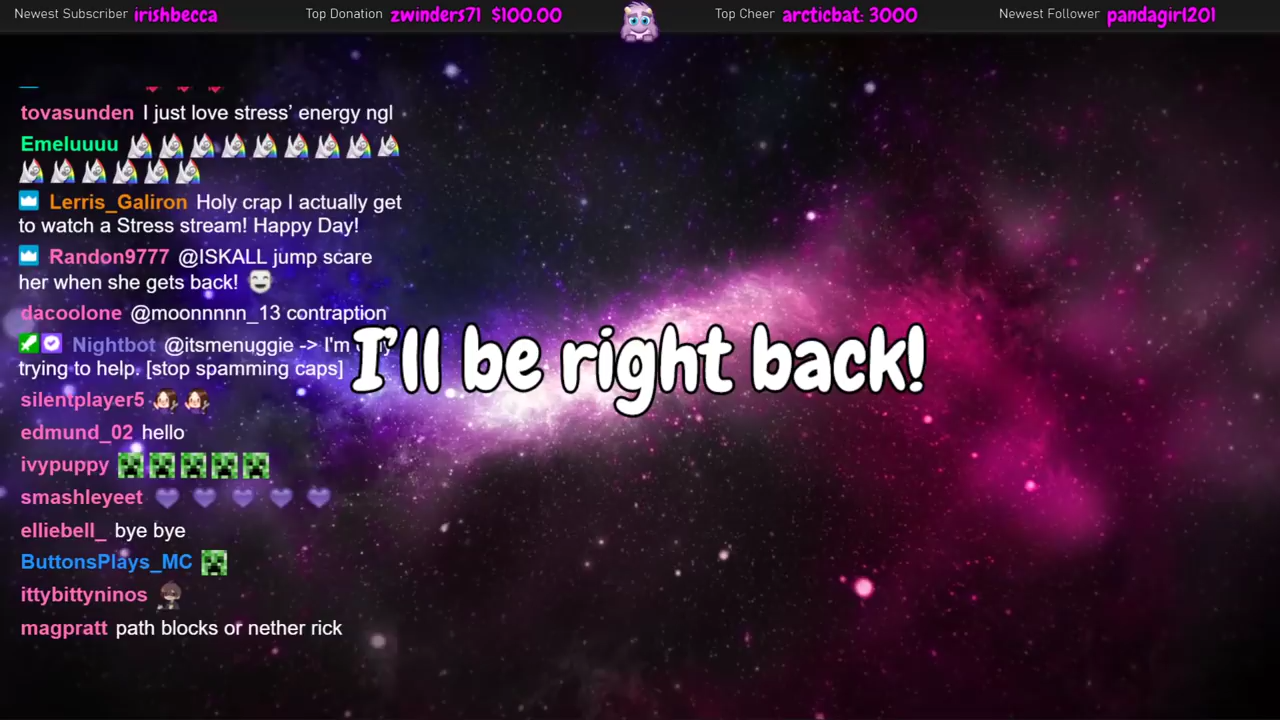 Newest Subscriber irishbecca Top Donation zwinders71 $100.00 Top Cheer arcticbat: 3000 Newest Follower pandagirl201
tovasunden I just love stress’ energy ngl
Emeluuuu
Lerris_Galiron Holy crap I actually get
to watch a Stress stream! Happy Day!
Randon9777 @ISKALL jump scare
her when she gets back!
dacoolone @moonnnnn_13 contraption
Nightbot @itsmenuggie -> I'm
trying to help. [stop spamming caps]
I'll be right back!
silentplayer5
edmund_02 hello
ivypuppy
smashleyeet
elliebell_ bye bye
ButtonsPlays_MC
ittybittyninos
magpratt path blocks or nether rick